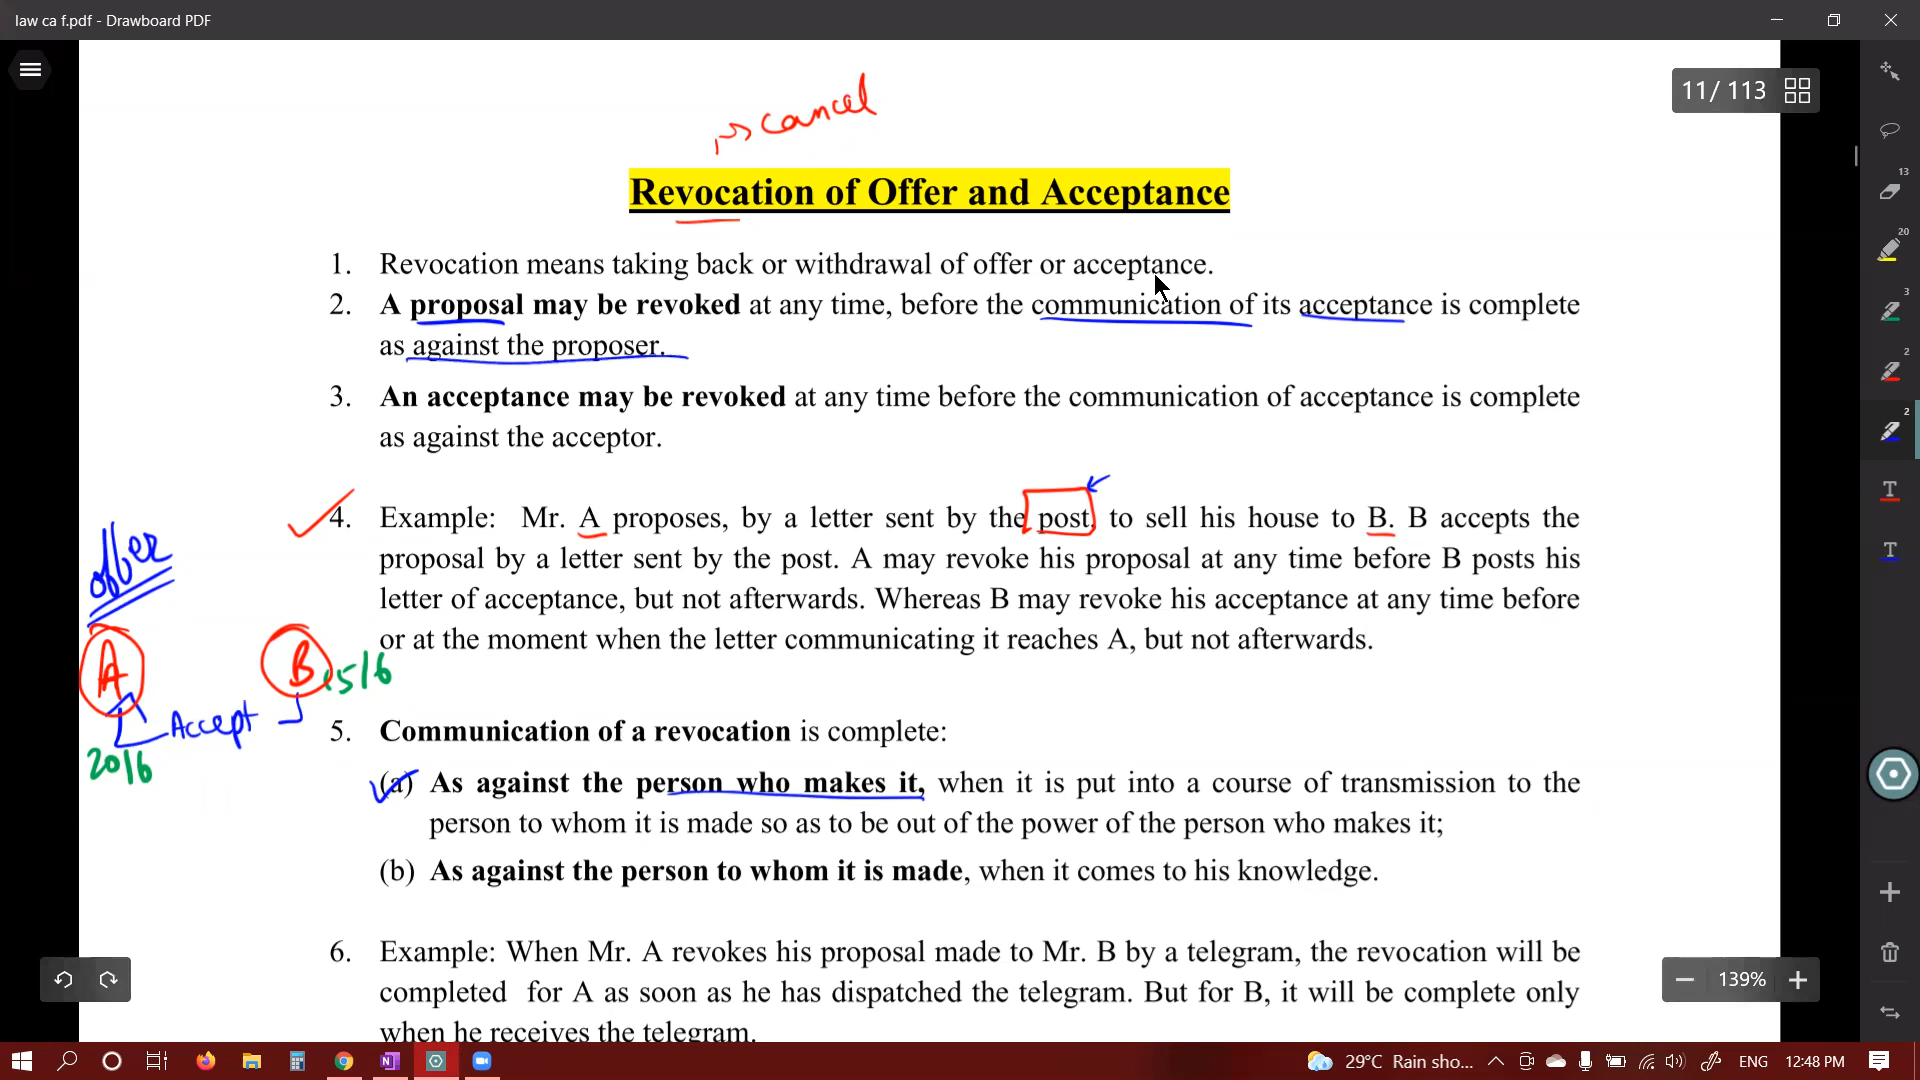 law ca f.pdf - Drawboard PDF
11 / 113
cancel
Revocation of Offer and Acceptance
1. Revocation means taking back or withdrawal of offer or acceptance.
2. A proposal may be revoked at any time, before the communication of its acceptance is complete
as against the proposer.
3. An acceptance may be revoked at any time before the communication of acceptance is complete
as against the acceptor.
4. Example: Mr. A proposes, by a letter sent by the post, to sell his house to B. B accepts the
proposal by a letter sent by the post. A may revoke his proposal at any time before B posts his
letter of acceptance, but not afterwards. Whereas B may revoke his acceptance at any time before
or at the moment when the letter communicating it reaches A, but not afterwards.
offer
A
B
15/6
Accept
20/6
5. Communication of a revocation is complete:
(a) As against the person who makes it, when it is put into a course of transmission to the
person to whom it is made so as to be out of the power of the person who makes it;
(b) As against the person to whom it is made, when it comes to his knowledge.
6. Example: When Mr. A revokes his proposal made to Mr. B by a telegram, the revocation will be
completed for A as soon as he has dispatched the telegram. But for B, it will be complete only
when he receives the telegram.
13
20
3
2
2
T
T
139%
29°C Rain sho...
ENG
12:48 PM